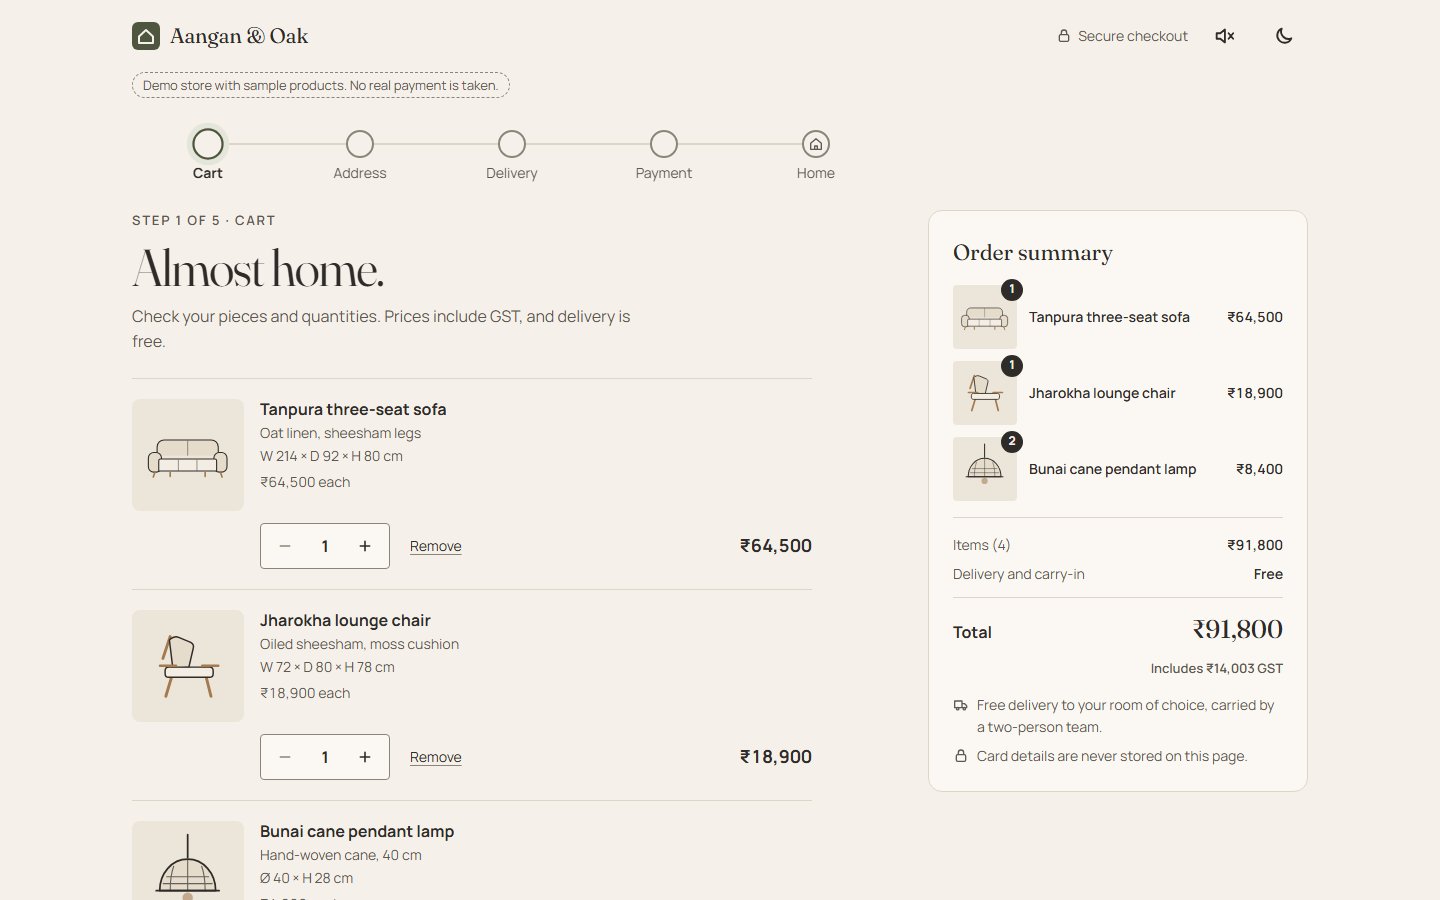 Aangan & Oak
Secure checkout
Demo store with sample products. No real payment is taken.
Cart
Address
Delivery
Payment
Home
STEP 1 OF 5 · CART
Almost home.
Check your pieces and quantities. Prices include GST, and delivery is
free.
Tanpura three-seat sofa
Oat linen, sheesham legs
W 214 × D 92 × H 80 cm
₹64,500 each
1
Remove
₹64,500
Jharokha lounge chair
Oiled sheesham, moss cushion
W 72 × D 80 × H 78 cm
₹18,900 each
1
Remove
₹18,900
Bunai cane pendant lamp
Hand-woven cane, 40 cm
Ø 40 × H 28 cm
Order summary
1
Tanpura three-seat sofa
₹64,500
1
Jharokha lounge chair
₹18,900
2
Bunai cane pendant lamp
₹8,400
Items (4)
₹91,800
Delivery and carry-in
Free
Total
₹91,800
Includes ₹14,003 GST
Free delivery to your room of choice, carried by
a two-person team.
Card details are never stored on this page.